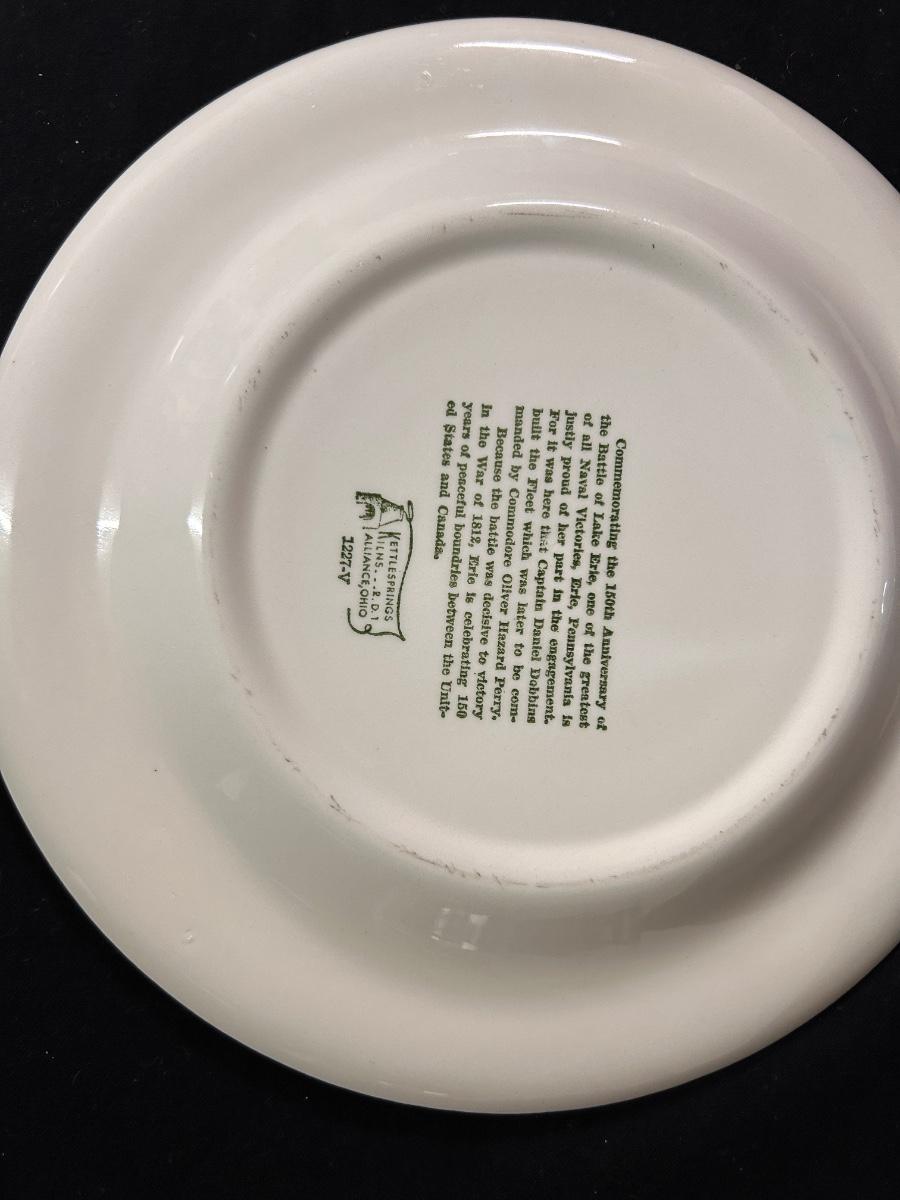 Commemorating the 150th Anniversary of
the Battle of Lake Erie, one of the greatest
of all Naval Victories, Erie, Pennsylvania is
justly proud of her part in the engagement.
For it was here that Captain Daniel Dobbins
built the Fleet which was later to be com-
manded by Commodore Oliver Hazard Perry.
Because the battle was decisive to victory
in the War of 1812, Erie is celebrating 150
years of peaceful boundries between the Unit-
ed States and Canada.
KETTLESPRINGS
KILNS...R.D.1
ALLIANCE, OHIO
1227-V